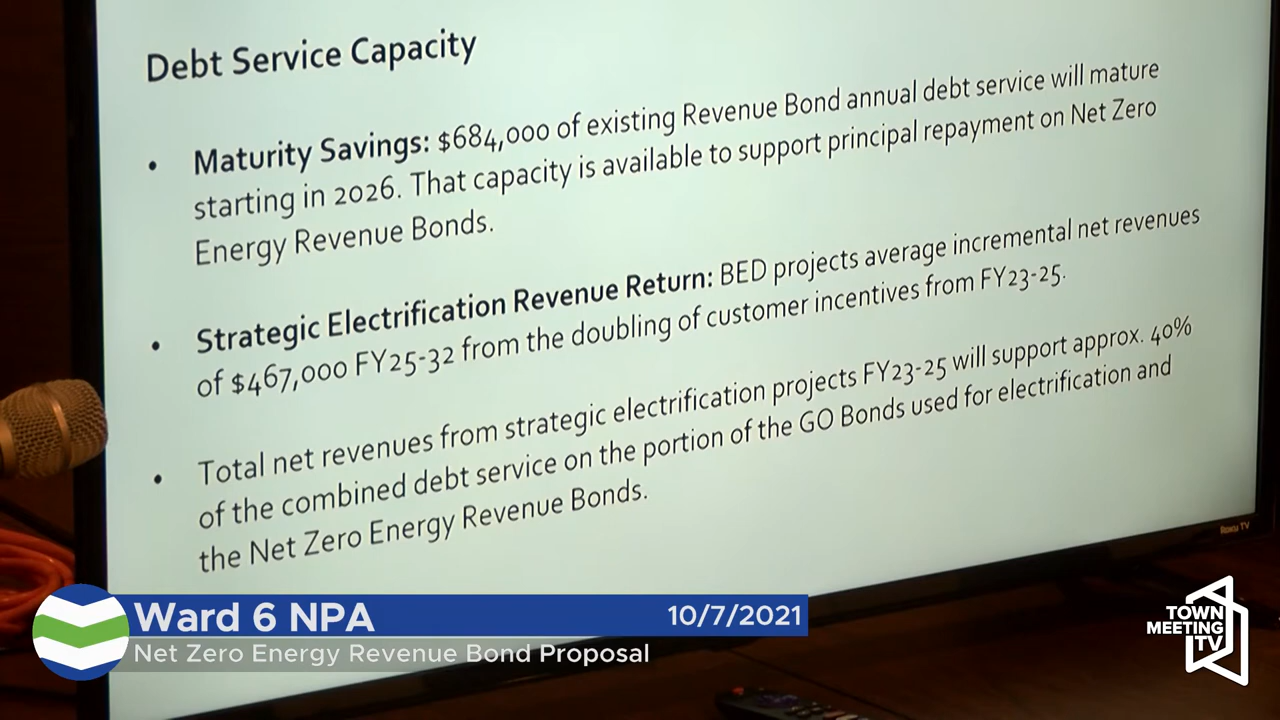 Debt Service Capacity
• Maturity Savings: $684,000 of existing Revenue Bond annual debt service will mature
starting in 2026. That capacity is available to support principal repayment on Net Zero
Energy Revenue Bonds.
• Strategic Electrification Revenue Return: BED projects average incremental net revenues
of $467,000 FY25-32 from the doubling of customer incentives from FY23-25.
• Total net revenues from strategic electrification projects FY23-25 will support approx. 40%
of the combined debt service on the portion of the GO Bonds used for electrification and
the Net Zero Energy Revenue Bonds.
Roku TV
Ward 6 NPA 10/7/2021
Net Zero Energy Revenue Bond Proposal
TOWN
MEETING
TV